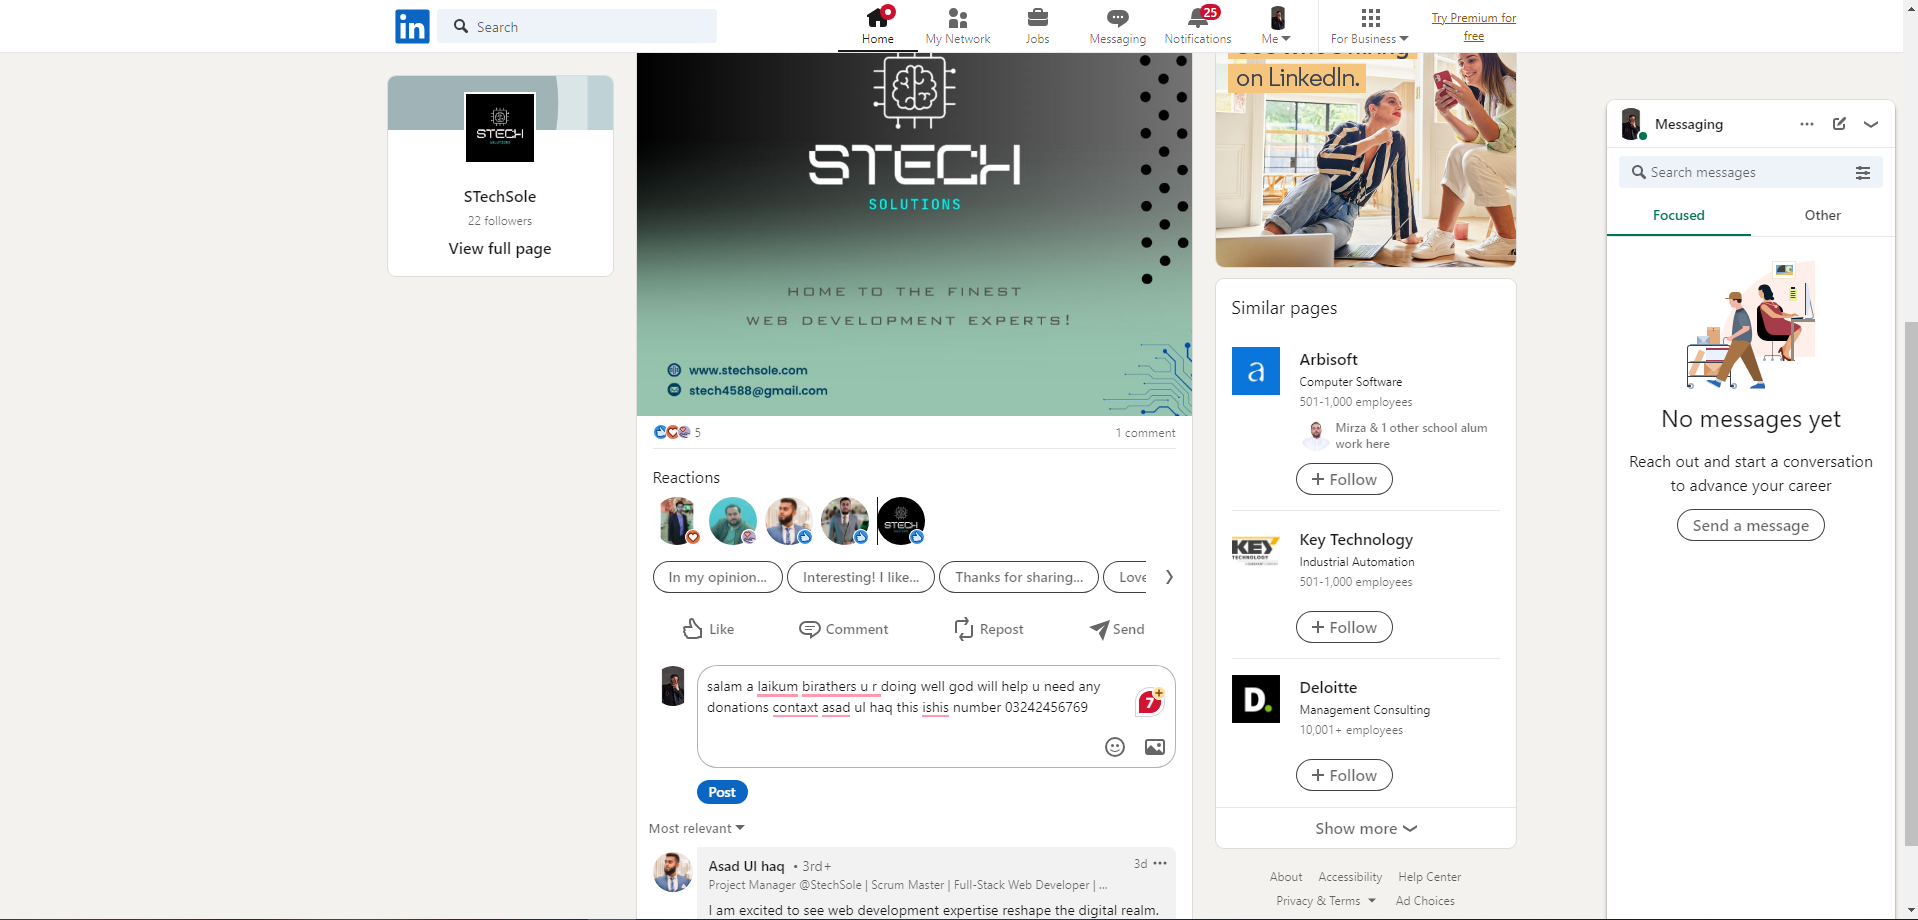 Search
Home
My Network
Jobs
Messaging
25
Notifications
Me
For Business
Try Premium for
free
STECH
SOLUTIONS
STechSole
22 followers
View full page
STECH
SOLUTIONS
HOME TO THE FINEST
WEB DEVELOPMENT EXPERTS!
www.stechsole.com
stech4588@gmail.com
5
1 comment
Reactions
STECH
In my opinion...
Interesting! I like...
Thanks for sharing...
Love
Like
Comment
Repost
Send
salam a laikum birathers u r doing well god will help u need any
donations contaxt asad ul haq this ishis number 03242456769
7
Post
Most relevant
Asad Ul haq • 3rd+
3d
Project Manager @StechSole | Scrum Master | Full-Stack Web Developer | ...
I am excited to see web development expertise reshape the digital realm.
on LinkedIn.
Similar pages
Arbisoft
Computer Software
501-1,000 employees
Mirza & 1 other school alum
work here
+ Follow
KEY
TECHNOLOGY
Key Technology
Industrial Automation
501-1,000 employees
+ Follow
D.
Deloitte
Management Consulting
10,001+ employees
+ Follow
Show more
About
Accessibility
Help Center
Privacy & Terms
Ad Choices
Messaging
Search messages
Focused
Other
No messages yet
Reach out and start a conversation
to advance your career
Send a message